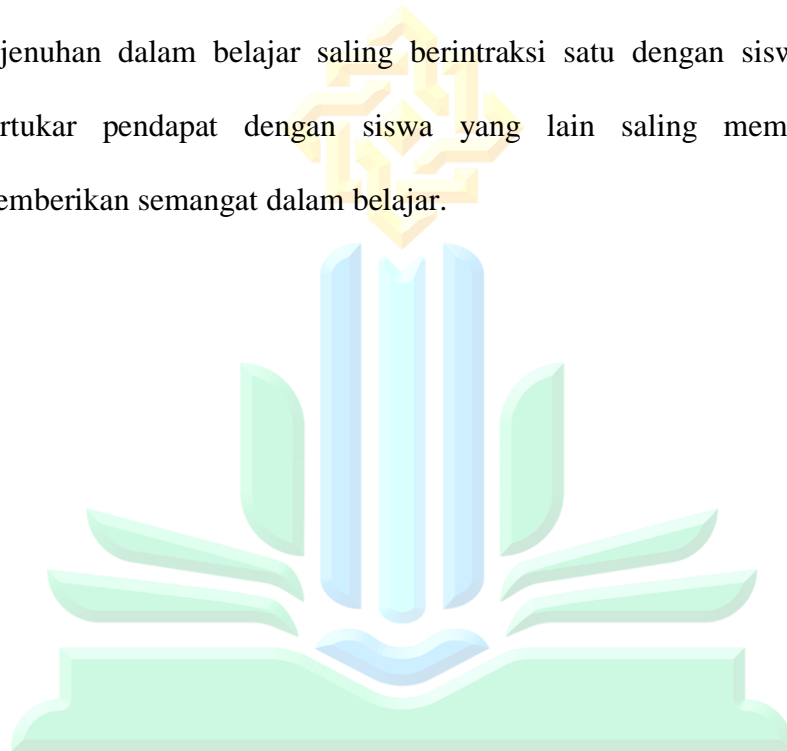 jenuhan dalam belajar saling berintraksi satu dengan sisw
rtukar pendapat dengan siswa yang lain saling mem
emberikan semangat dalam belajar.